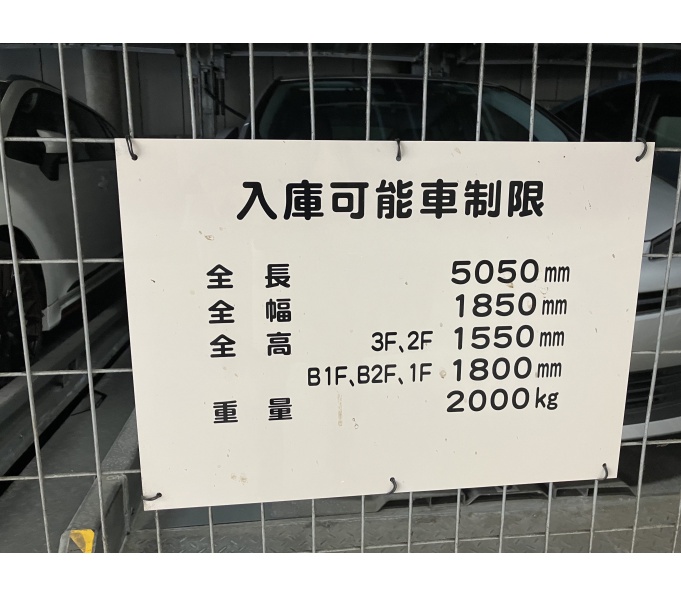 入庫可能車制限
全長 5050mm
全幅 1850mm
全高 3F、2F 1550mm
B1F、B2F、1F 1800mm
重量 2000kg